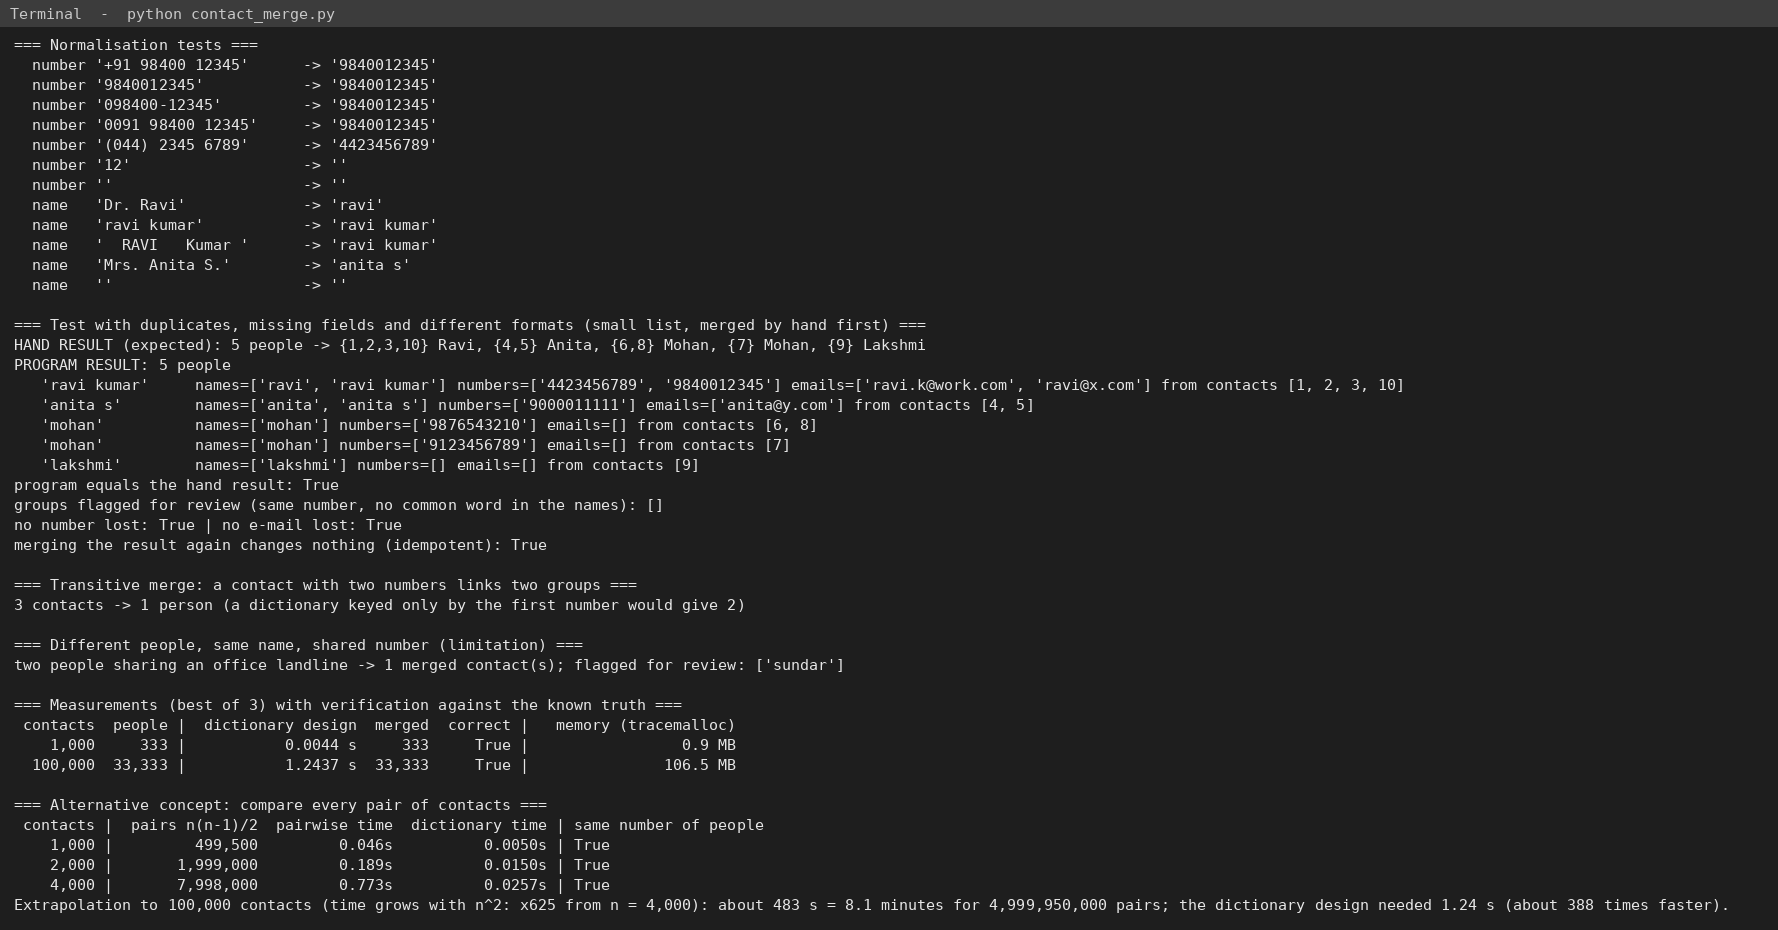 Terminal  -  python contact_merge.py
=== Normalisation tests ===
  number '+91 98400 12345'      -> '9840012345'
  number '9840012345'           -> '9840012345'
  number '098400-12345'         -> '9840012345'
  number '0091 98400 12345'     -> '9840012345'
  number '(044) 2345 6789'      -> '4423456789'
  number '12'                   -> ''
  number ''                     -> ''
  name   'Dr. Ravi'             -> 'ravi'
  name   'ravi kumar'           -> 'ravi kumar'
  name   '  RAVI   Kumar '      -> 'ravi kumar'
  name   'Mrs. Anita S.'        -> 'anita s'
  name   ''                     -> ''

=== Test with duplicates, missing fields and different formats (small list, merged by hand first) ===
HAND RESULT (expected): 5 people -> {1,2,3,10} Ravi, {4,5} Anita, {6,8} Mohan, {7} Mohan, {9} Lakshmi
PROGRAM RESULT: 5 people
   'ravi kumar'     names=['ravi', 'ravi kumar'] numbers=['4423456789', '9840012345'] emails=['ravi.k@work.com', 'ravi@x.com'] from contacts [1, 2, 3, 10]
   'anita s'        names=['anita', 'anita s'] numbers=['9000011111'] emails=['anita@y.com'] from contacts [4, 5]
   'mohan'          names=['mohan'] numbers=['9876543210'] emails=[] from contacts [6, 8]
   'mohan'          names=['mohan'] numbers=['9123456789'] emails=[] from contacts [7]
   'lakshmi'        names=['lakshmi'] numbers=[] emails=[] from contacts [9]
program equals the hand result: True
groups flagged for review (same number, no common word in the names): []
no number lost: True | no e-mail lost: True
merging the result again changes nothing (idempotent): True

=== Transitive merge: a contact with two numbers links two groups ===
3 contacts -> 1 person (a dictionary keyed only by the first number would give 2)

=== Different people, same name, shared number (limitation) ===
two people sharing an office landline -> 1 merged contact(s); flagged for review: ['sundar']

=== Measurements (best of 3) with verification against the known truth ===
 contacts  people |  dictionary design  merged  correct |   memory (tracemalloc)
    1,000     333 |           0.0044 s     333     True |                 0.9 MB
  100,000  33,333 |           1.2437 s  33,333     True |               106.5 MB

=== Alternative concept: compare every pair of contacts ===
 contacts |  pairs n(n-1)/2  pairwise time  dictionary time | same number of people
    1,000 |         499,500         0.046s          0.0050s | True
    2,000 |       1,999,000         0.189s          0.0150s | True
    4,000 |       7,998,000         0.773s          0.0257s | True
Extrapolation to 100,000 contacts (time grows with n^2: x625 from n = 4,000): about 483 s = 8.1 minutes for 4,999,950,000 pairs; the dictionary design needed 1.24 s (about 388 times faster).